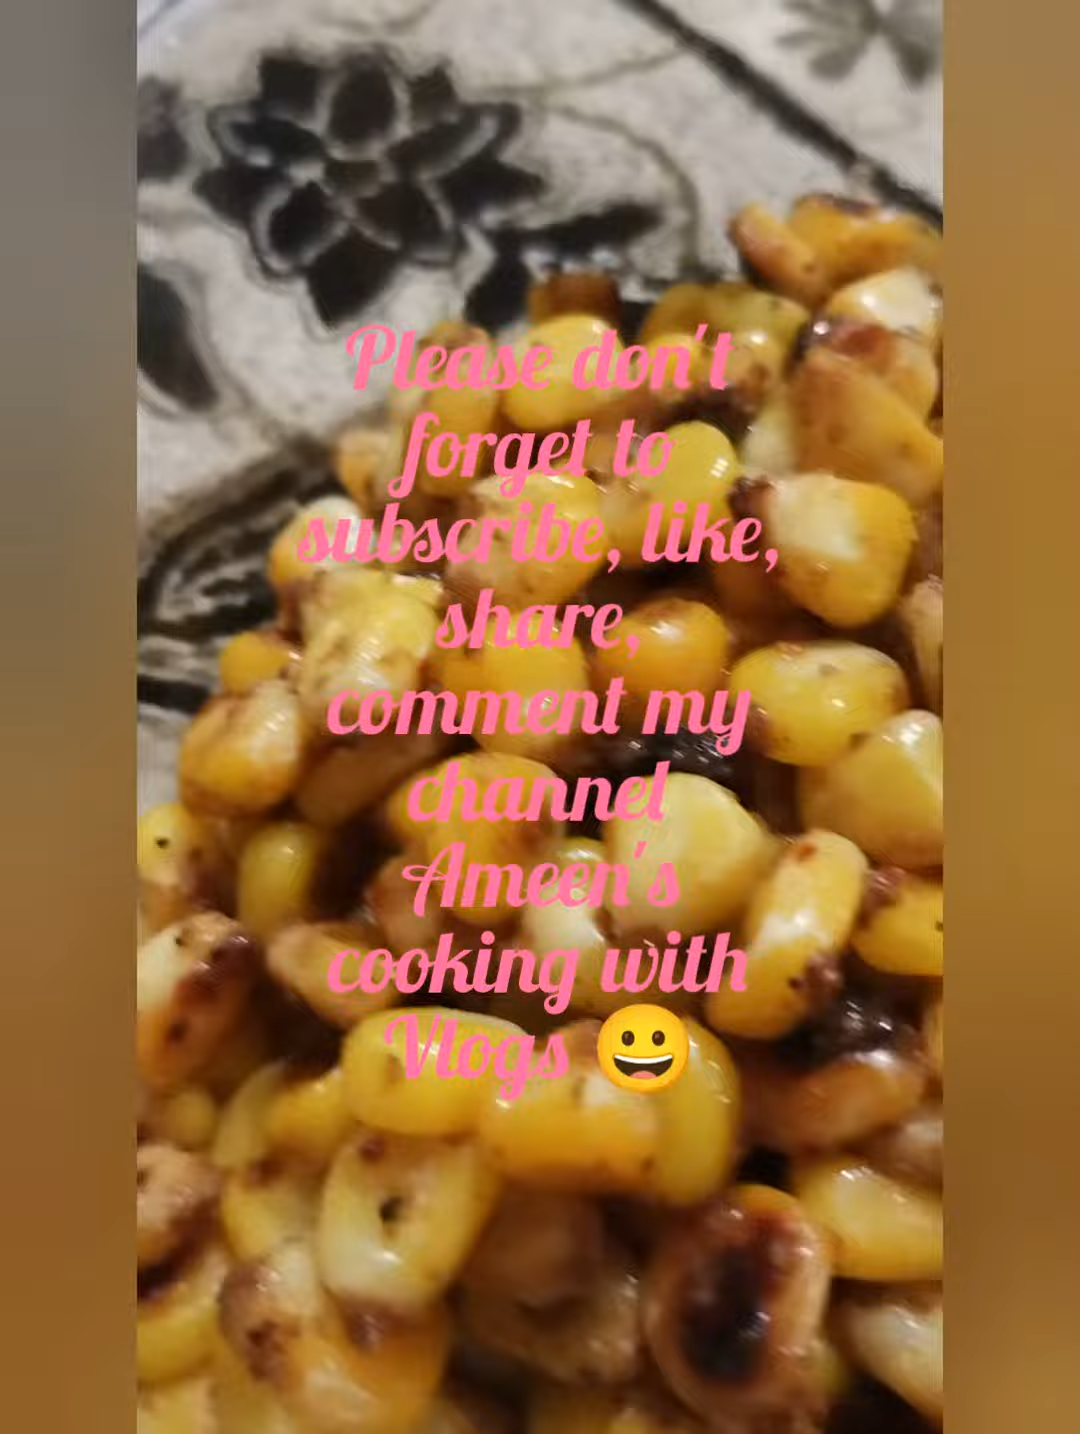 Please don't
forget to
subscribe, like,
share,
comment my
channel
Ameen's
cooking with
Vlogs 😀